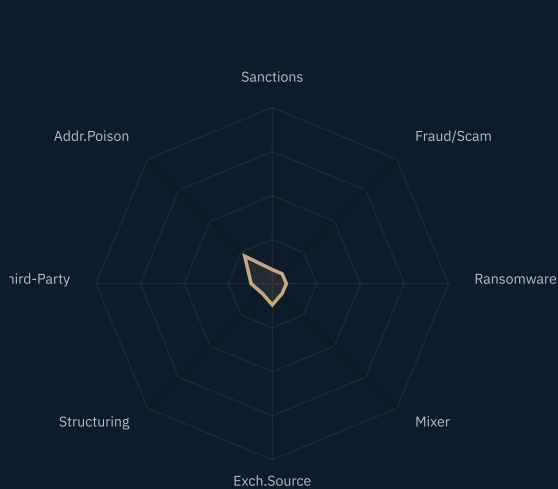 Sanctions
Addr.Poison
Fraud/Scam
hird-Party
Ransomware
Structuring
Mixer
Exch.Source